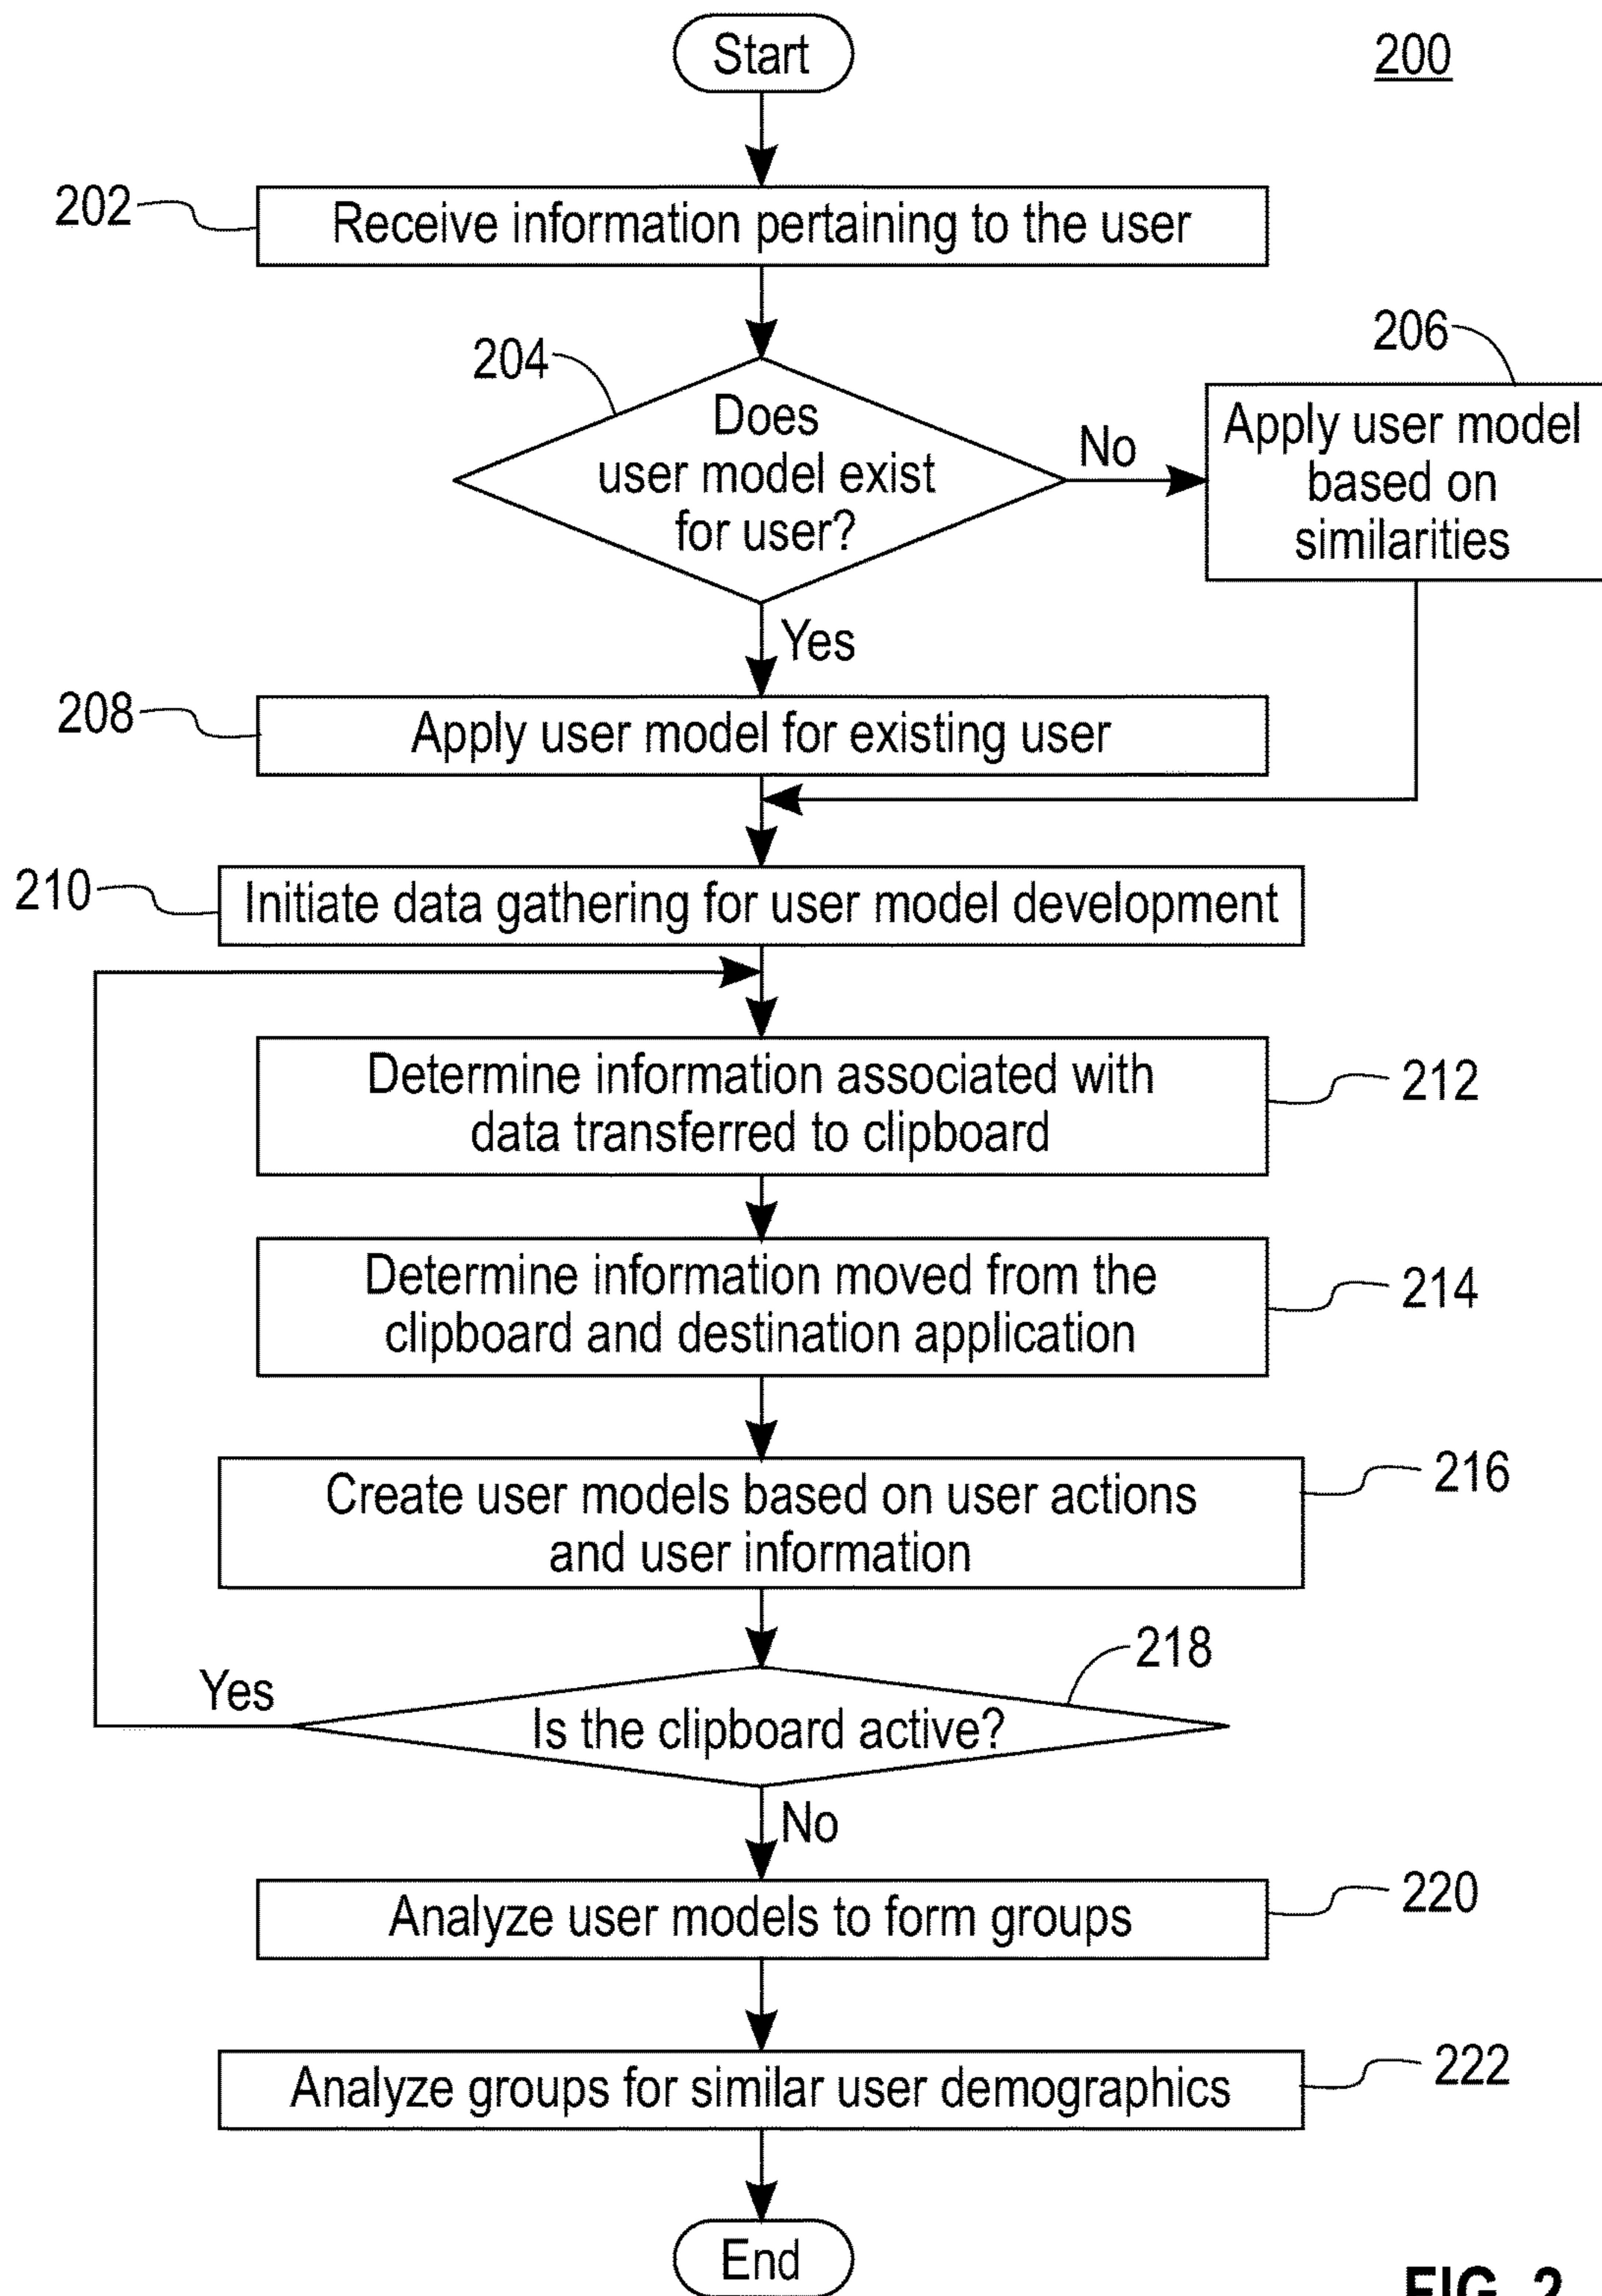 Start
200
202
Receive information pertaining to the user
204
Does
user model exist
for user?
No
206
Apply user model
based on
similarities
Yes
208
Apply user model for existing user
210
Initiate data gathering for user model development
Determine information associated with
data transferred to clipboard
212
Determine information moved from the
clipboard and destination application
214
Create user models based on user actions
and user information
216
218
Yes
Is the clipboard active?
No
Analyze user models to form groups
220
Analyze groups for similar user demographics
222
End
FIG. 2